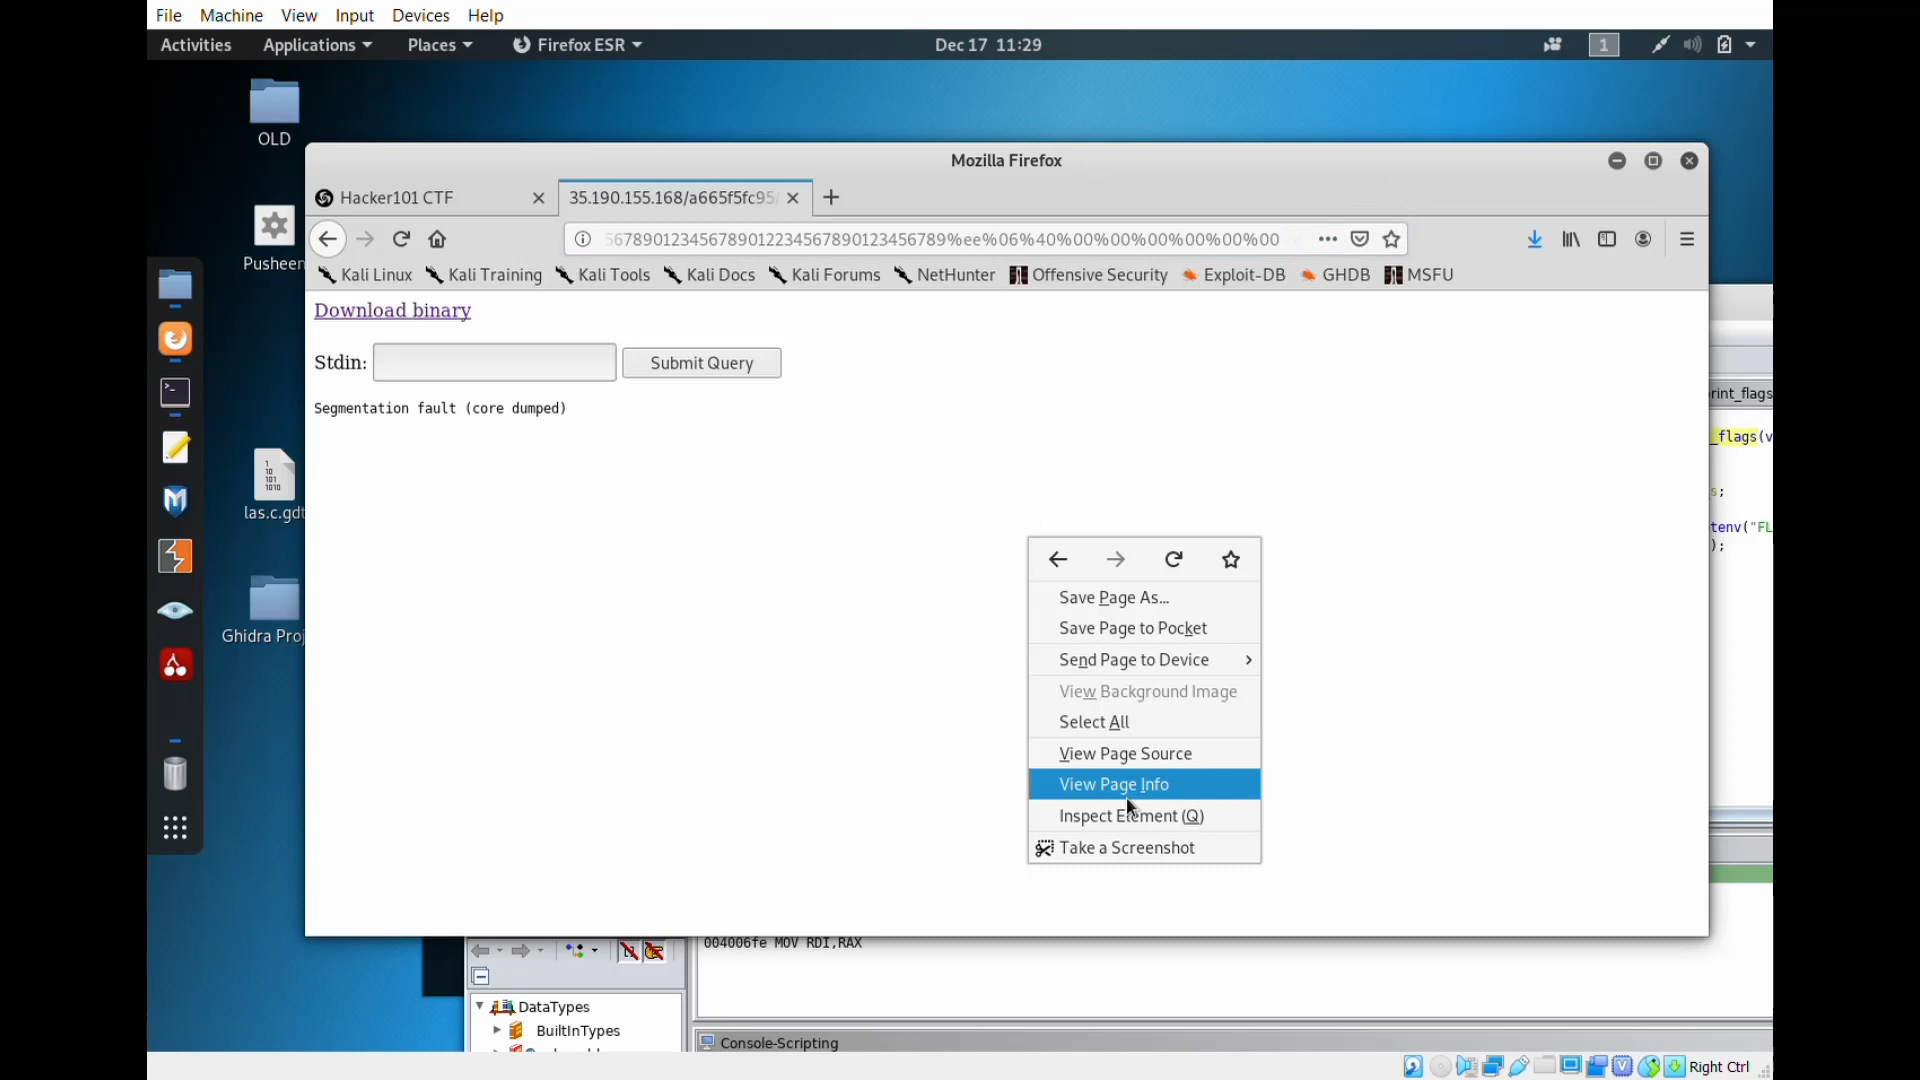 File Machine View Input Devices Help
Activities Applications Places Firefox ESR Dec 17 11:29 1
OLD
Mozilla Firefox
Hacker101 CTF 35.190.155.168/a665f5fc95/
567890123456789012234567890123456789%ee%06%40%00%00%00%00%00%00
Pusheen
Kali Linux Kali Training Kali Tools Kali Docs Kali Forums NetHunter Offensive Security Exploit-DB GHDB MSFU
Download binary
Stdin: Submit Query
Segmentation fault (core dumped)
rint_flags
_flags(v
s;
tenv("FL
);
las.c.gdt
Ghidra Proj
Save Page As...
Save Page to Pocket
Send Page to Device
View Background Image
Select All
View Page Source
View Page Info
Inspect Element (Q)
Take a Screenshot
004006fe MOV RDI,RAX
DataTypes
BuiltInTypes
Console-Scripting
Right Ctrl